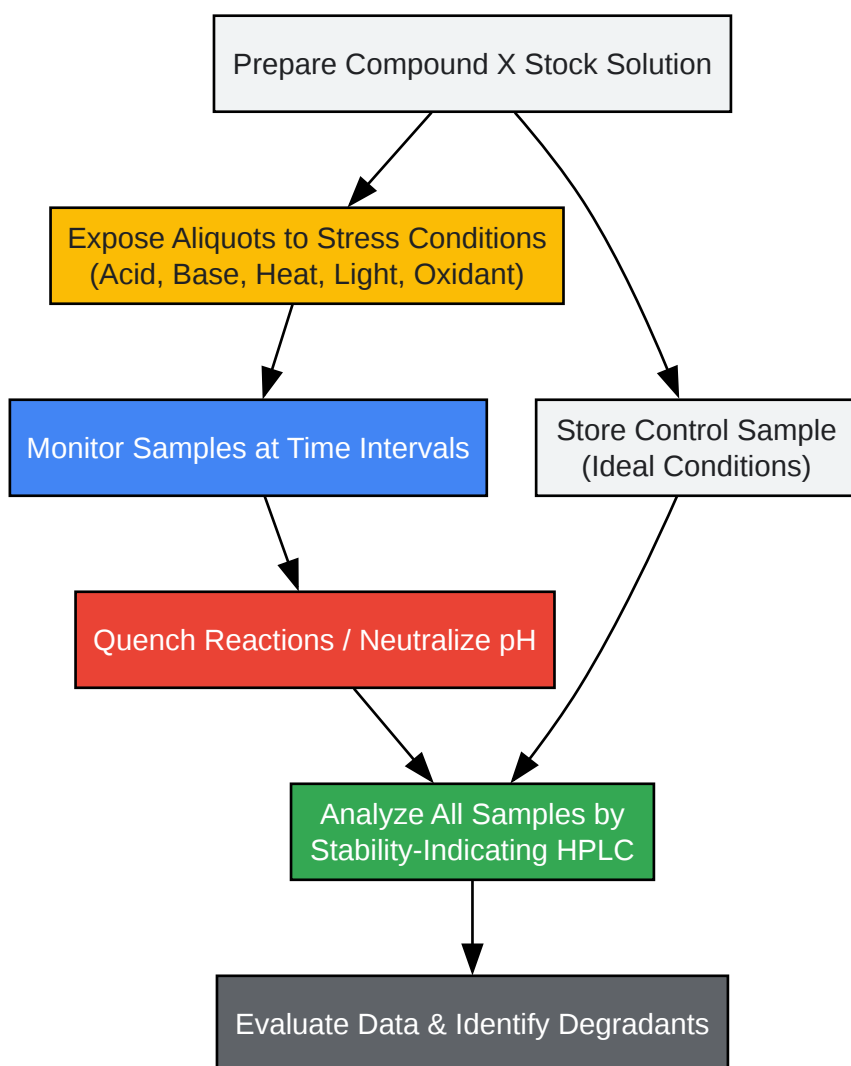 Prepare Compound X Stock Solution
Expose Aliquots to Stress Conditions
(Acid, Base, Heat, Light, Oxidant)
Monitor Samples at Time Intervals
Store Control Sample
(Ideal Conditions)
Quench Reactions / Neutralize pH
Analyze All Samples by
Stability-Indicating HPLC
Evaluate Data & Identify Degradants